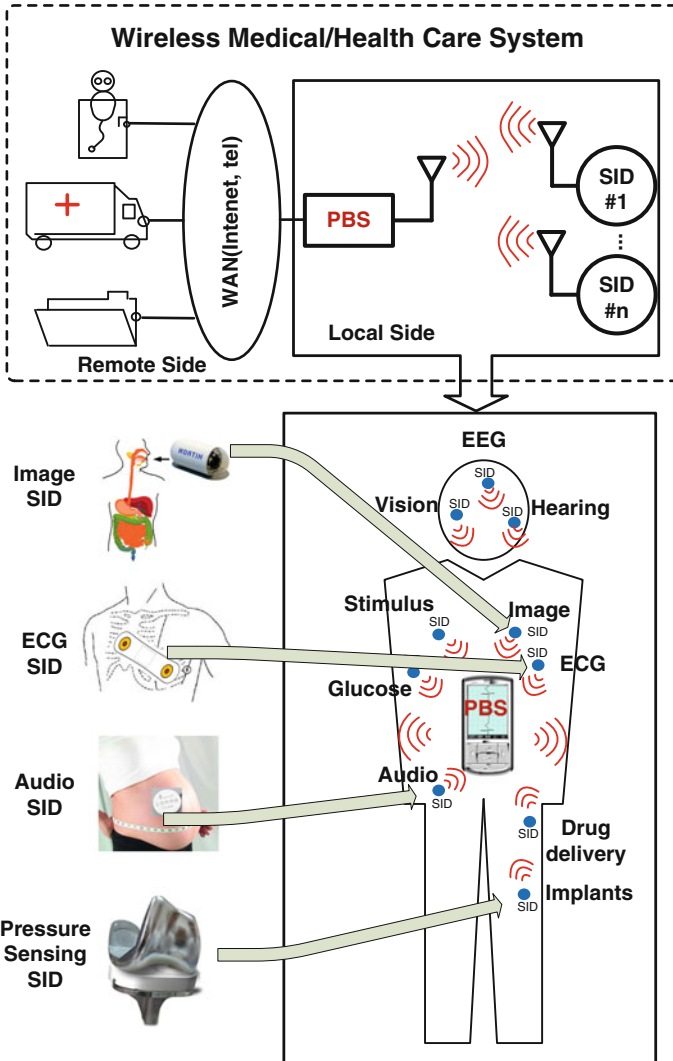 Wireless Medical/Health Care System
WAN(Intenet, tel)
PBS
SID
#1
SID
#n
Remote Side
Local Side
Image
SID
EEG
SID
Vision
SID
Hearing
SID
Stimulus
SID
Image
SID
ECG
SID
SID
ECG
Glucose
PBS
Audio
SID
Audio
SID
SID
Drug
delivery
Implants
SID
Pressure
Sensing
SID